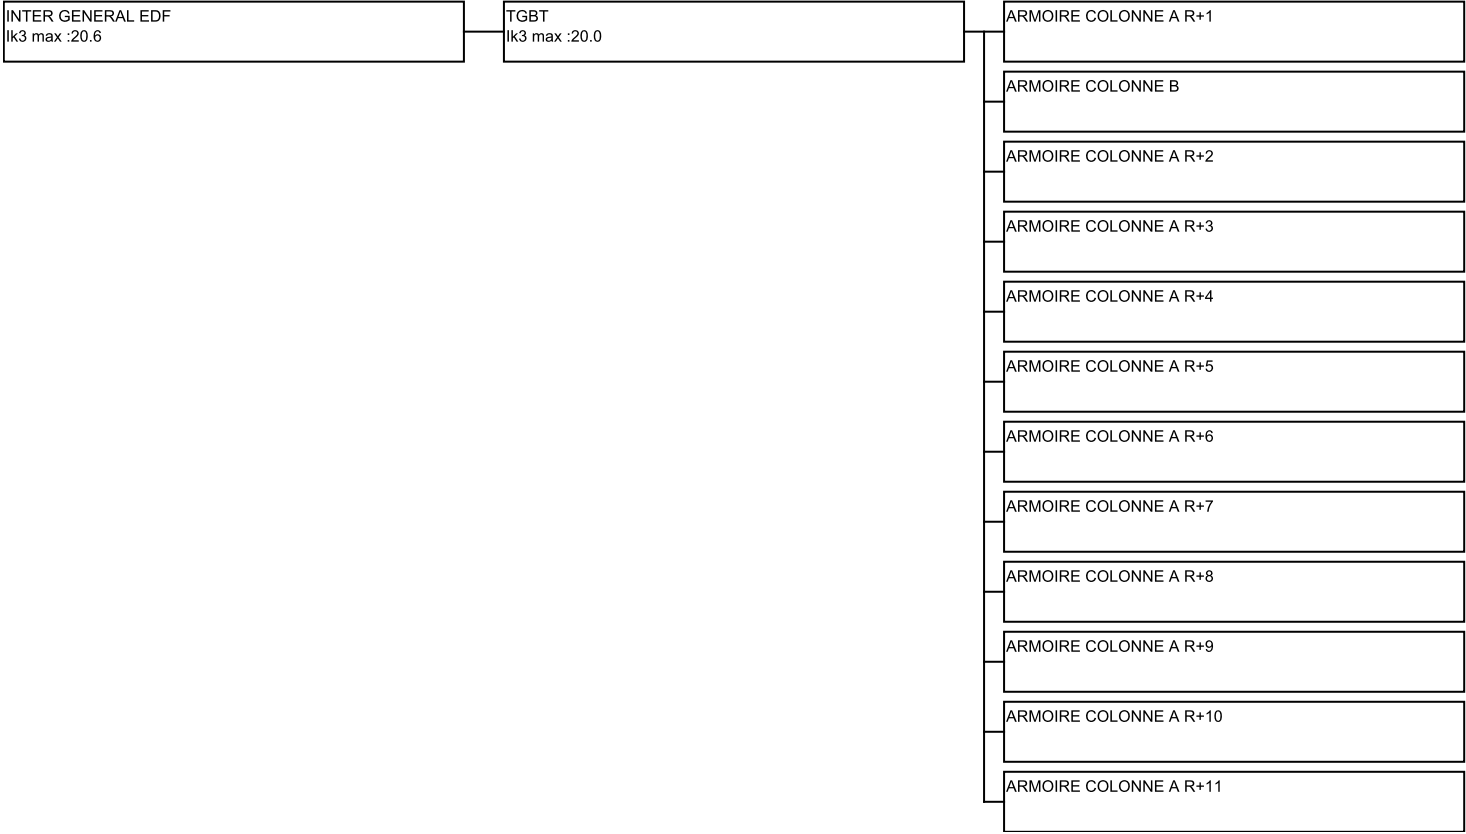 INTER GENERAL EDF
Ik3 max :20.6
TGBT
Ik3 max :20.0
ARMOIRE COLONNE A R+1
ARMOIRE COLONNE B
ARMOIRE COLONNE A R+2
ARMOIRE COLONNE A R+3
ARMOIRE COLONNE A R+4
ARMOIRE COLONNE A R+5
ARMOIRE COLONNE A R+6
ARMOIRE COLONNE A R+7
ARMOIRE COLONNE A R+8
ARMOIRE COLONNE A R+9
ARMOIRE COLONNE A R+10
ARMOIRE COLONNE A R+11